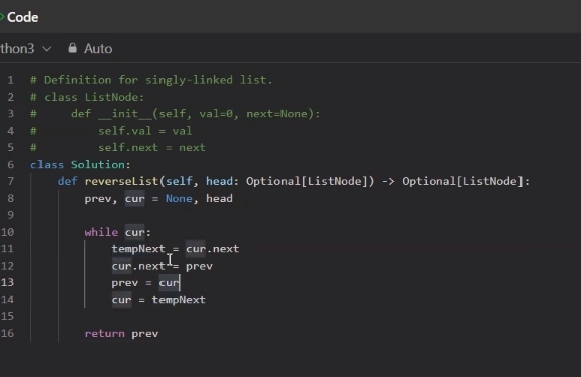 Code
thon3 Auto
1 # Definition for singly-linked list.
2 # class ListNode:
3 #     def __init__(self, val=0, next=None):
4 #         self.val = val
5 #         self.next = next
6 class Solution:
7     def reverseList(self, head: Optional[ListNode]) -> Optional[ListNode]:
8         prev, cur = None, head
9
10         while cur:
11             tempNext = cur.next
12             cur.next = prev
13             prev = cur
14             cur = tempNext
15
16         return prev